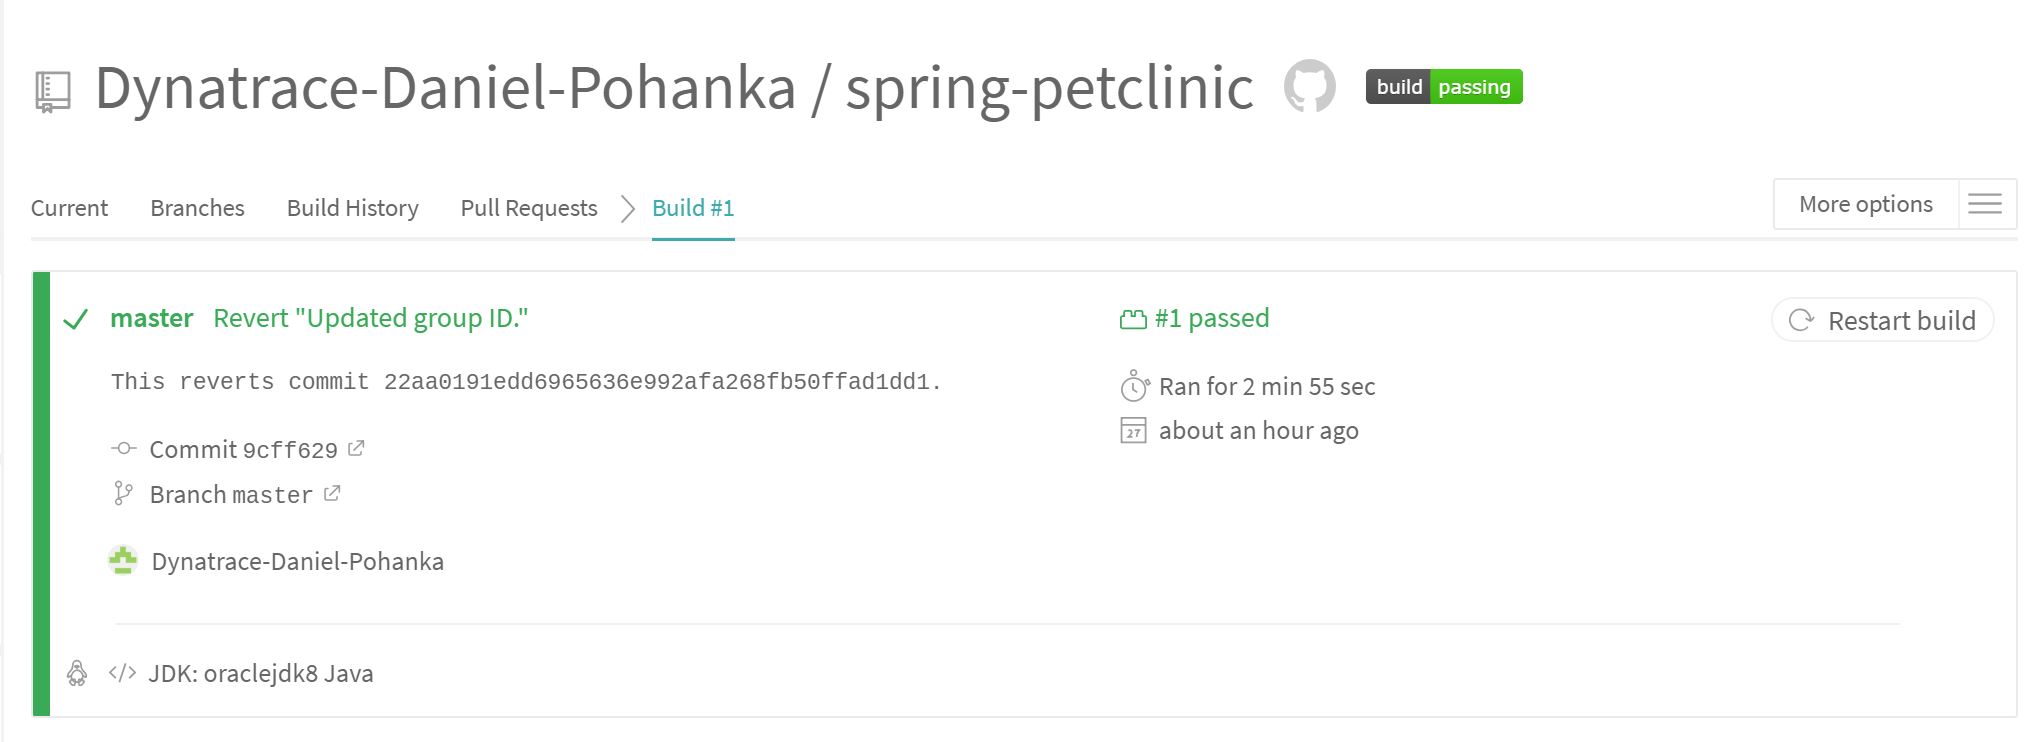 Dynatrace-Daniel-Pohanka / spring-petclinic build passing
Current Branches Build History Pull Requests Build #1 More options
master Revert "Updated group ID." #1 passed Restart build
This reverts commit 22aa0191edd6965636e992afa268fb50ffad1dd1. Ran for 2 min 55 sec
27 about an hour ago
Commit 9cff629
Branch master
Dynatrace-Daniel-Pohanka
</> JDK: oraclejdk8 Java